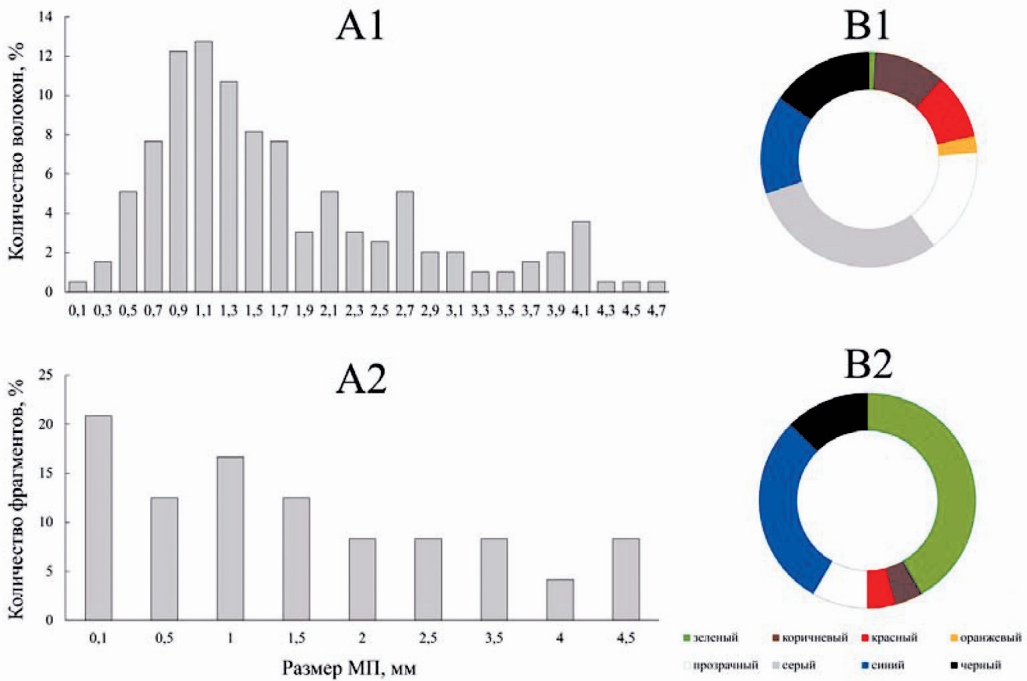 A1
Количество волокон, %
14
12
10
8
6
4
2
0
0,1 0,3 0,5 0,7 0,9 1,1 1,3 1,5 1,7 1,9 2,1 2,3 2,5 2,7 2,9 3,1 3,3 3,5 3,7 3,9 4,1 4,3 4,5 4,7
B1
A2
Количество фрагментов, %
25
20
15
10
5
0
0,1 0,5 1 1,5 2 2,5 3,5 4 4,5
Размер МП, мм
B2
зеленый коричневый красный оранжевый
прозрачный серый синий черный